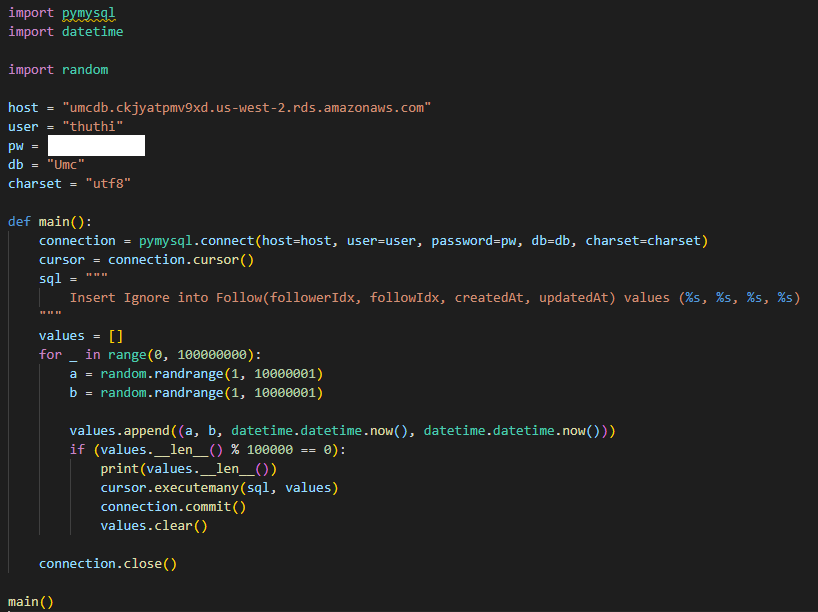 import pymysql
import datetime
import random
host = "umcdb.ckjyatpmv9xd.us-west-2.rds.amazonaws.com"
user = "thuthi"
pw =
db = "Umc"
charset = "utf8"
def main():
    connection = pymysql.connect(host=host, user=user, password=pw, db=db, charset=charset)
    cursor = connection.cursor()
    sql = """
        Insert Ignore into Follow(followerIdx, followIdx, createdAt, updatedAt) values (%s, %s, %s, %s)
    """
    values = []
    for _ in range(0, 100000000):
        a = random.randrange(1, 10000001)
        b = random.randrange(1, 10000001)
        values.append((a, b, datetime.datetime.now(), datetime.datetime.now()))
        if (values.__len__() % 100000 == 0):
            print(values.__len__())
            cursor.executemany(sql, values)
            connection.commit()
            values.clear()
    connection.close()
main()